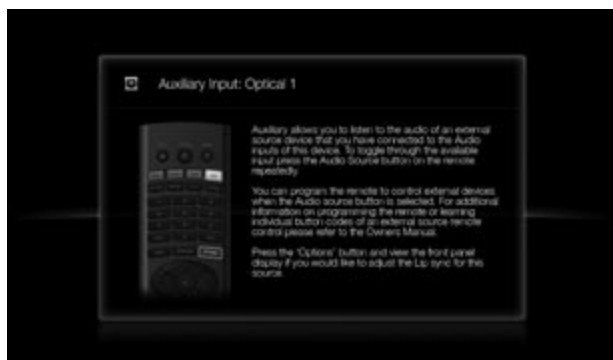 Auxiliary Input: Optical 1
Auxiliary allows you to listen to the audio of an external
source device that you have connected to the Audio
inputs of this device. To toggle through the available
input press the Audio Source button on the remote
repeatedly.
You can program the remote to control external devices
when the Audio source button is selected. For additional
information on programming the remote or learning
individual button codes of an external source remote
control please refer to the Owners Manual.
Press the 'Options' button and view the front panel
display if you would like to adjust the Lip sync for this
source.